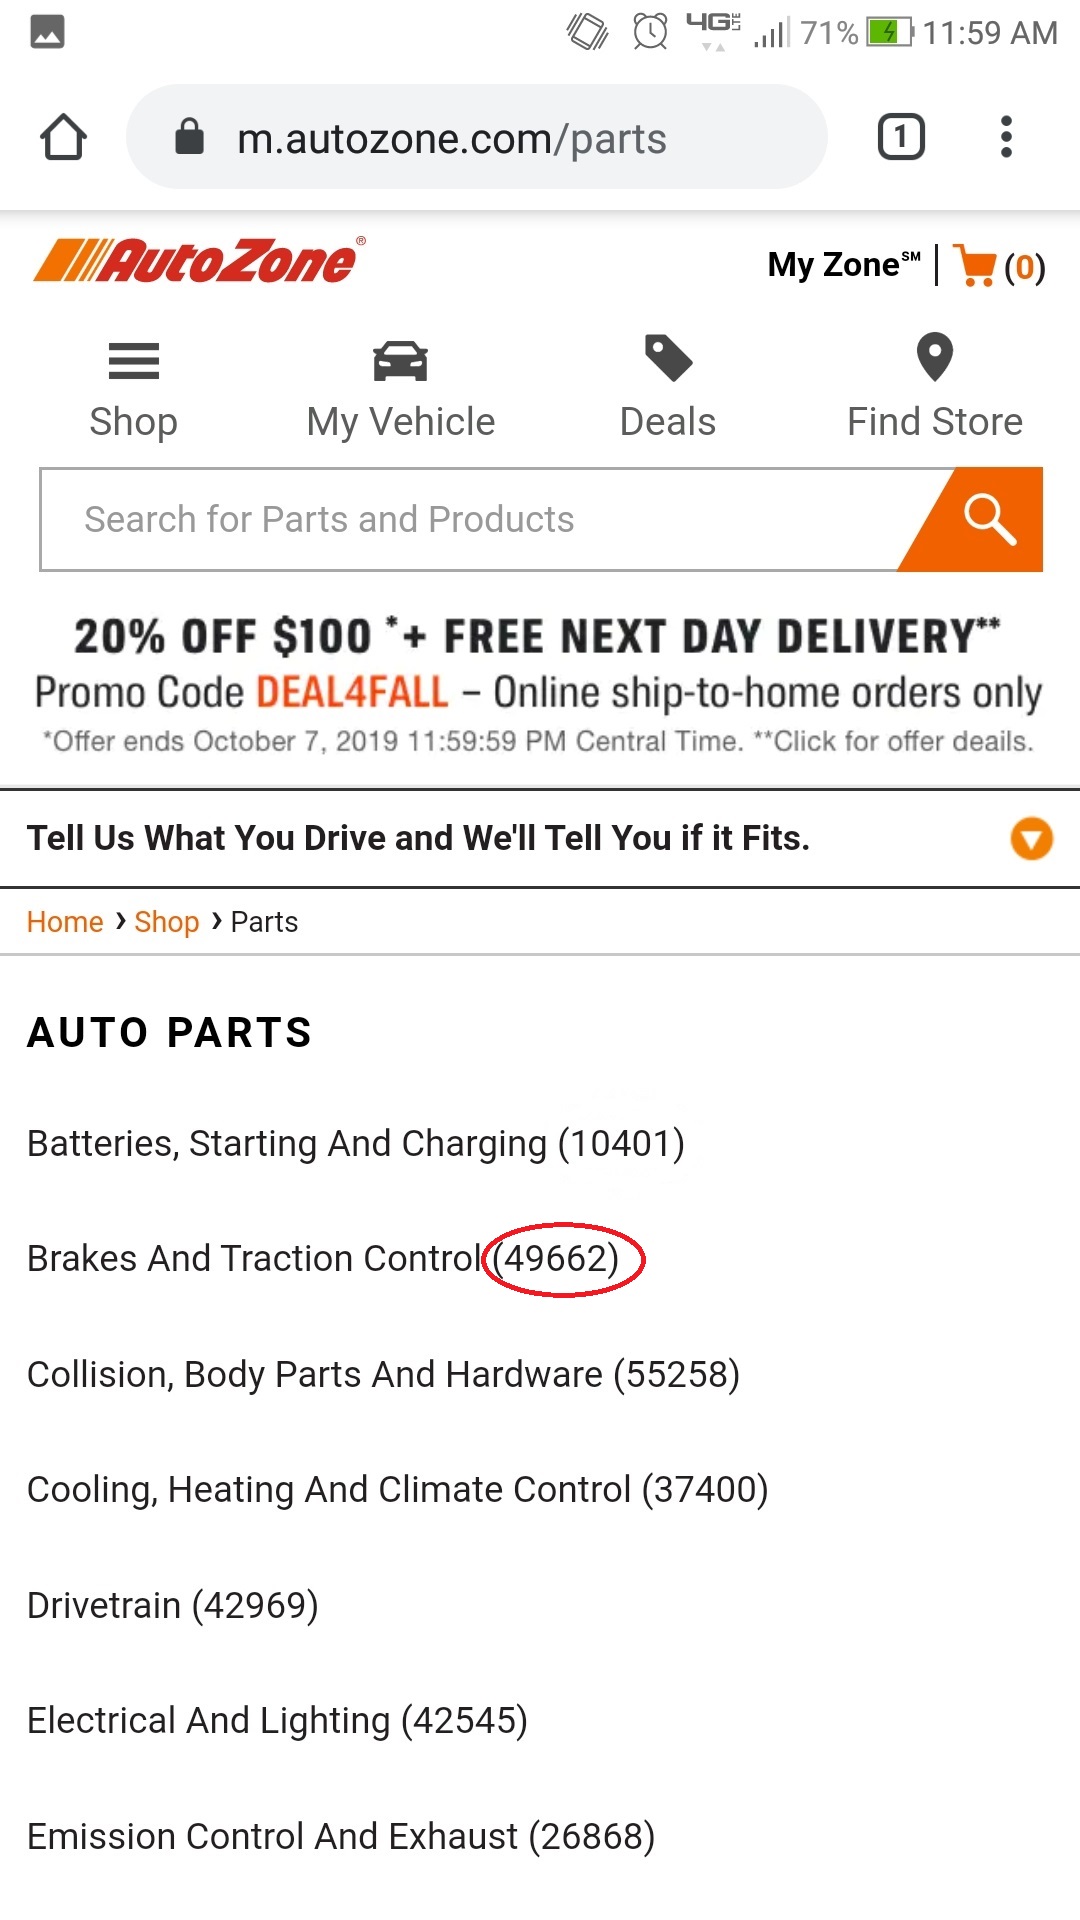 4G LTE 71% 11:59 AM
m.autozone.com/parts 1
AutoZone® My Zone℠ | (0)
Shop My Vehicle Deals Find Store
Search for Parts and Products
20% OFF $100 *+ FREE NEXT DAY DELIVERY**
Promo Code DEAL4FALL – Online ship-to-home orders only
*Offer ends October 7, 2019 11:59:59 PM Central Time. **Click for offer deails.
Tell Us What You Drive and We'll Tell You if it Fits.
Home › Shop › Parts
AUTO PARTS
Batteries, Starting And Charging (10401)
Brakes And Traction Control (49662)
Collision, Body Parts And Hardware (55258)
Cooling, Heating And Climate Control (37400)
Drivetrain (42969)
Electrical And Lighting (42545)
Emission Control And Exhaust (26868)